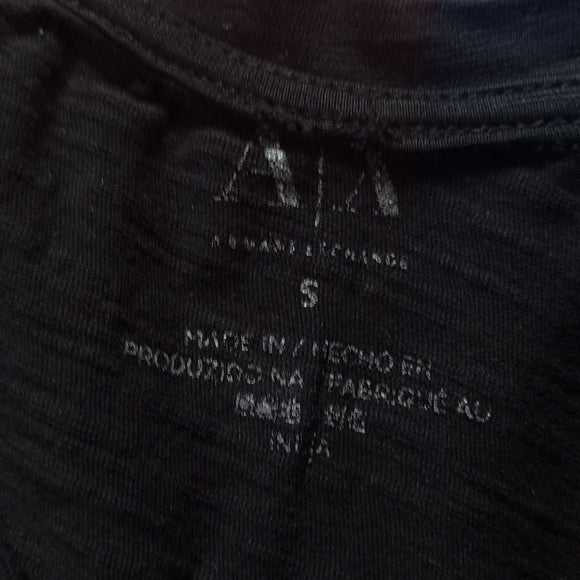 A|X
ARMANI EXCHANGE
S
MADE IN / HECHO EN
PRODUZIDO NA / FABRIQUÉ AU
INDIA